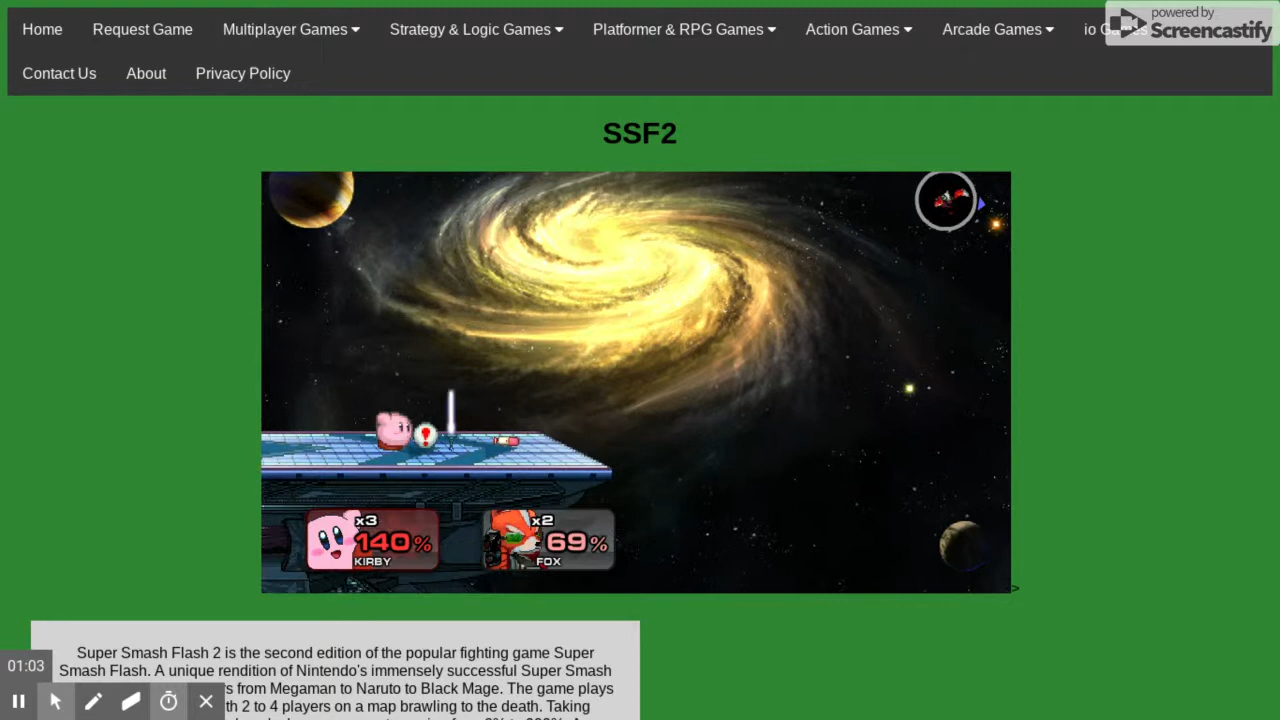 powered by
Screencastify
Home Request Game Multiplayer Games Strategy & Logic Games Platformer & RPG Games Action Games Arcade Games io Games
Contact Us About Privacy Policy
SSF2
x3
140%
KIRBY
x2
69%
FOX
>
Super Smash Flash 2 is the second edition of the popular fighting game Super
Smash Flash. A unique rendition of Nintendo's immensely successful Super Smash
from Megaman to Naruto to Black Mage. The game plays
2 to 4 players on a map brawling to the death. Taking
01:03